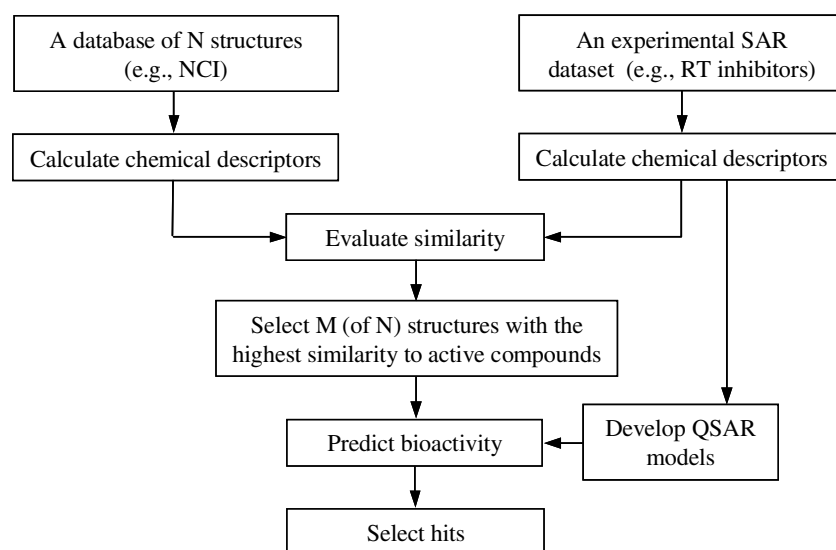 A database of N structures
(e.g., NCI)
An experimental SAR
dataset (e.g., RT inhibitors)
Calculate chemical descriptors
Calculate chemical descriptors
Evaluate similarity
Select M (of N) structures with the
highest similarity to active compounds
Predict bioactivity
Develop QSAR
models
Select hits